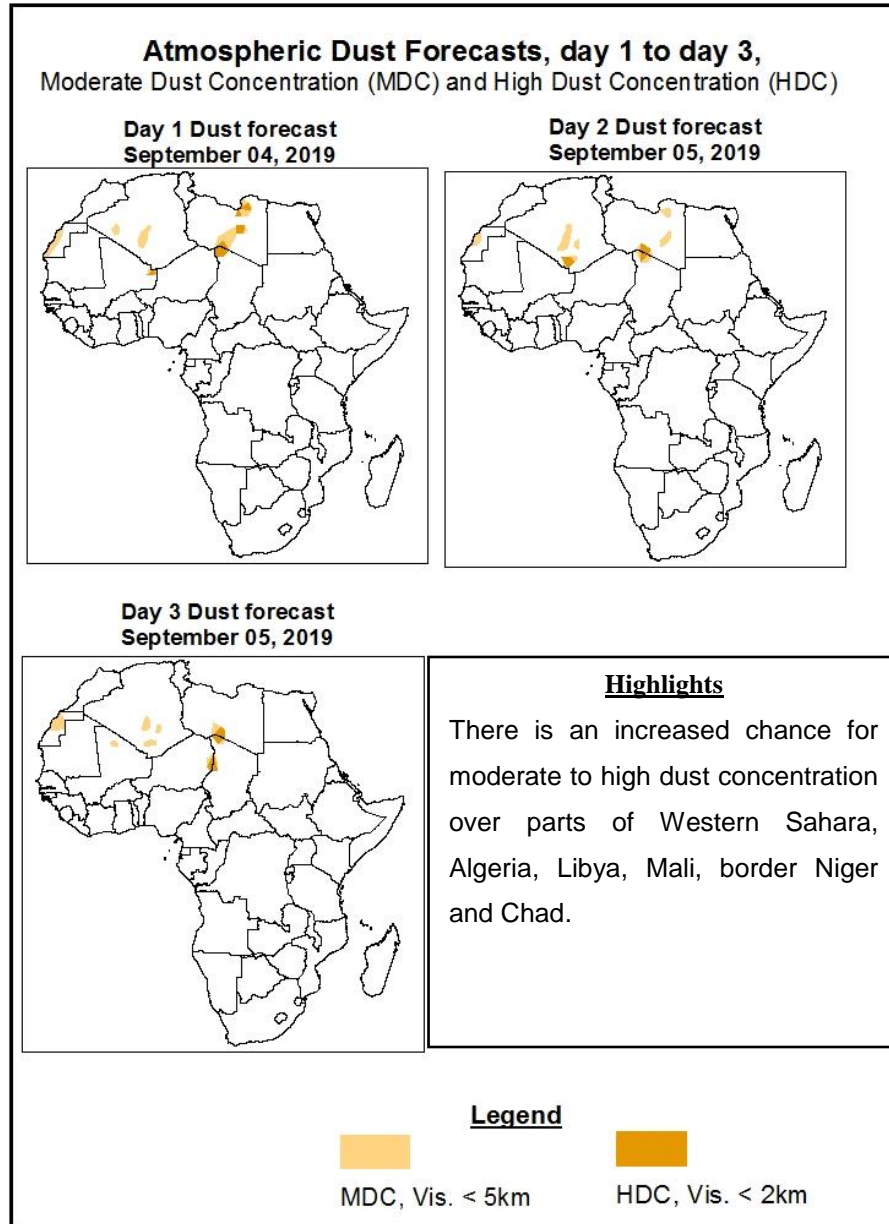 Atmospheric Dust Forecasts, day 1 to day 3,
Moderate Dust Concentration (MDC) and High Dust Concentration (HDC)
Day 1 Dust forecast
September 04, 2019
Day 2 Dust forecast
September 05, 2019
Day 3 Dust forecast
September 05, 2019
Highlights
There is an increased chance for
moderate to high dust concentration
over parts of Western Sahara,
Algeria, Libya, Mali, border Niger
and Chad.
Legend
MDC, Vis. < 5km
HDC, Vis. < 2km